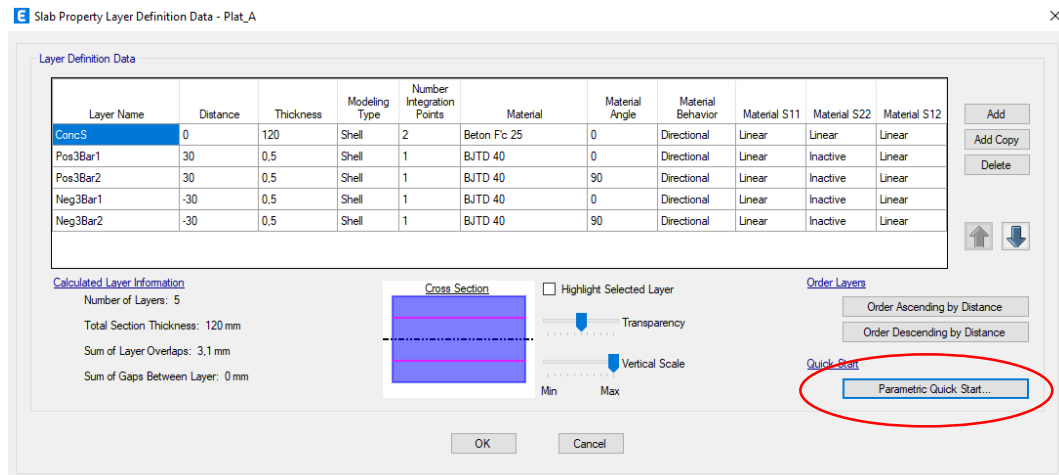 E Slab Property Layer Definition Data - Plat_A
Layer Definition Data
Layer Name Distance Thickness Modeling Type Number Integration Points Material Material Angle Material Behavior Material S11 Material S22 Material S12
ConcS 0 120 Shell 2 Beton F'c 25 0 Directional Linear Linear Linear
Pos3Bar1 30 0,5 Shell 1 BJTD 40 0 Directional Linear Inactive Linear
Pos3Bar2 30 0,5 Shell 1 BJTD 40 90 Directional Linear Inactive Linear
Neg3Bar1 -30 0,5 Shell 1 BJTD 40 0 Directional Linear Inactive Linear
Neg3Bar2 -30 0,5 Shell 1 BJTD 40 90 Directional Linear Inactive Linear
Add
Add Copy
Delete
Calculated Layer Information
Number of Layers: 5
Total Section Thickness: 120 mm
Sum of Layer Overlaps: 3,1 mm
Sum of Gaps Between Layer: 0 mm
Cross Section
Highlight Selected Layer
Transparency
Vertical Scale
Min Max
Order Layers
Order Ascending by Distance
Order Descending by Distance
Quick Start
Parametric Quick Start...
OK Cancel